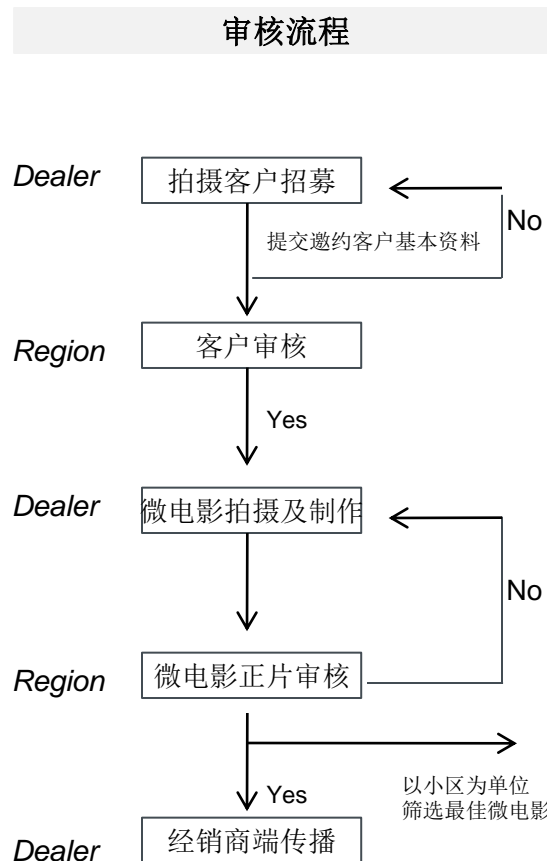 审核流程
Dealer
拍摄客户招募
No
提交邀约客户基本资料
Region
客户审核
Yes
Dealer
微电影拍摄及制作
No
Region
微电影正片审核
以小区为单位
筛选最佳微电影
Yes
Dealer
经销商端传播